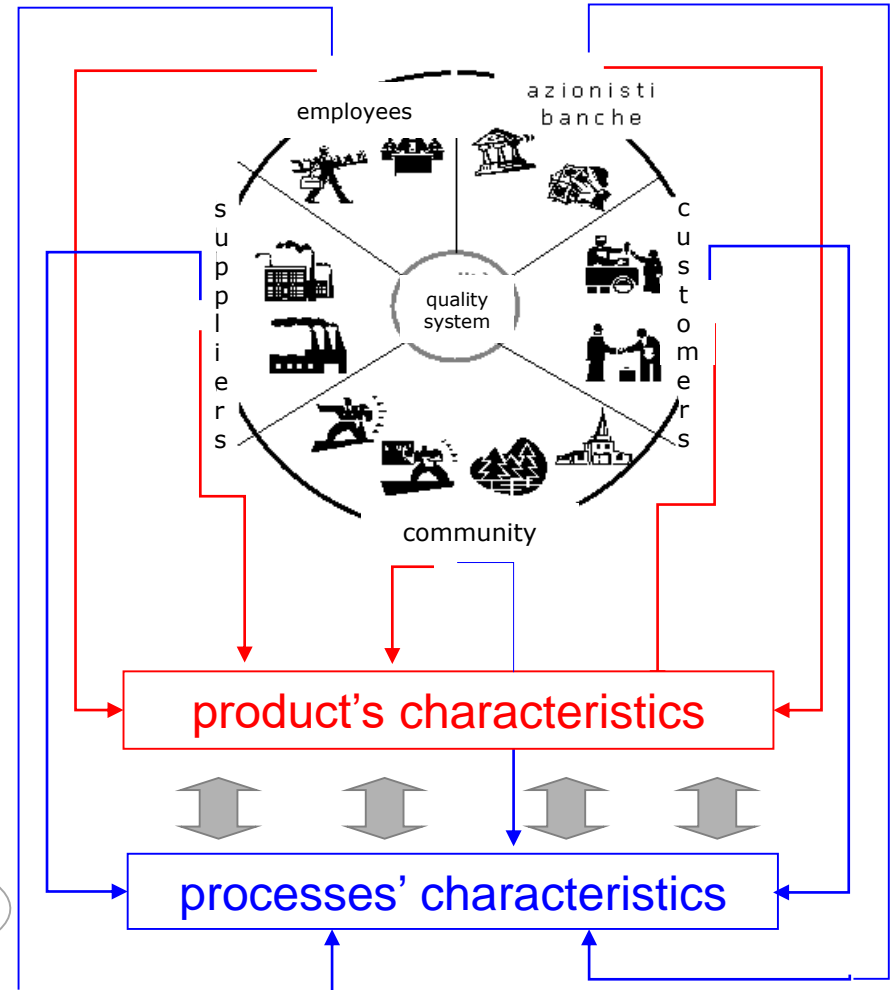 employees
azionisti
banche
suppliers
customers
quality
system
community
product's characteristics
processes' characteristics